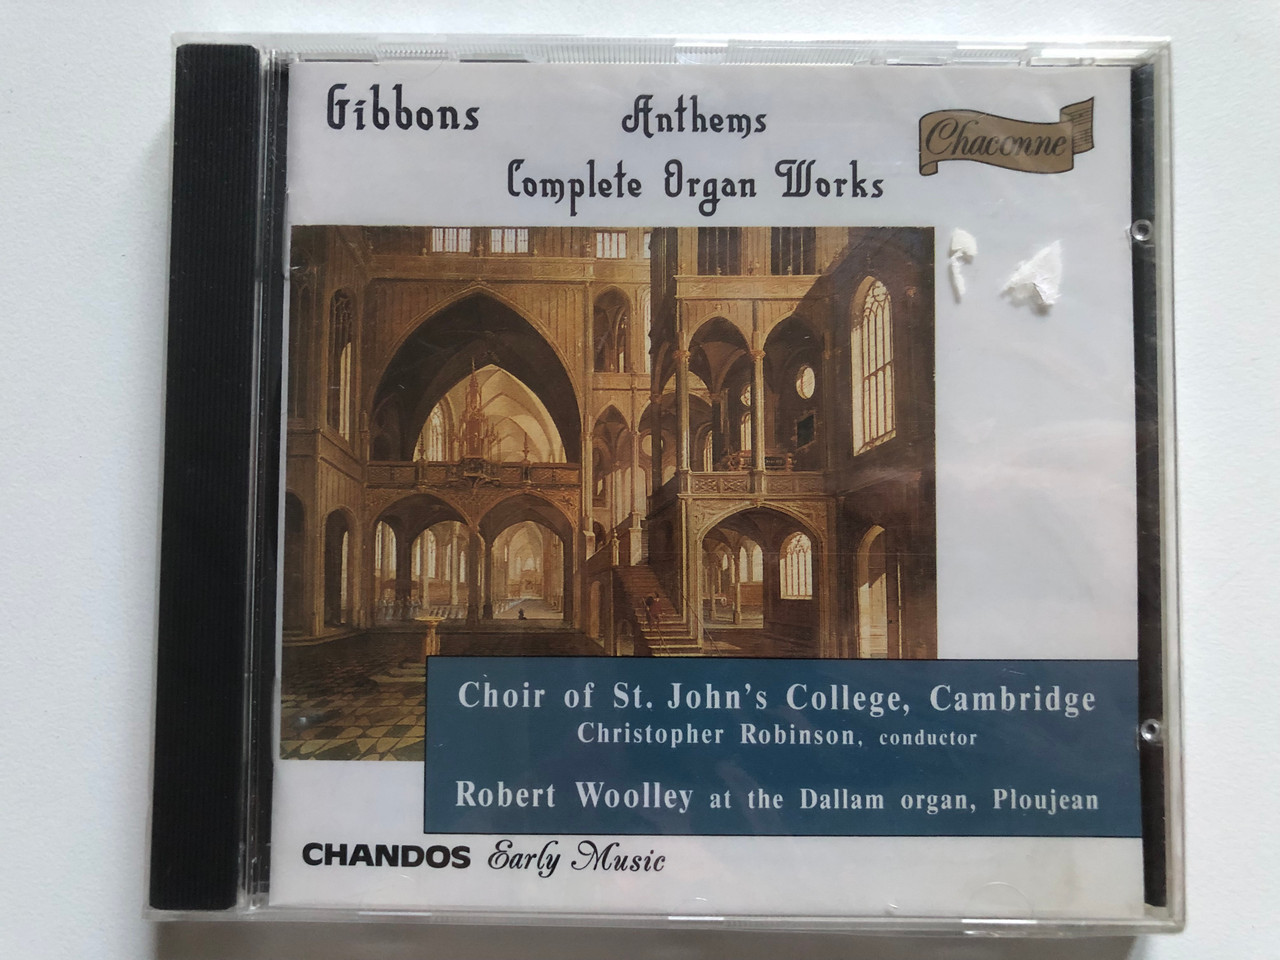 Gibbons Anthems
Chaconne
Complete Organ Works
Choir of St. John's College, Cambridge
Christopher Robinson, conductor
Robert Woolley at the Dallam organ, Ploujean
CHANDOS Early Music